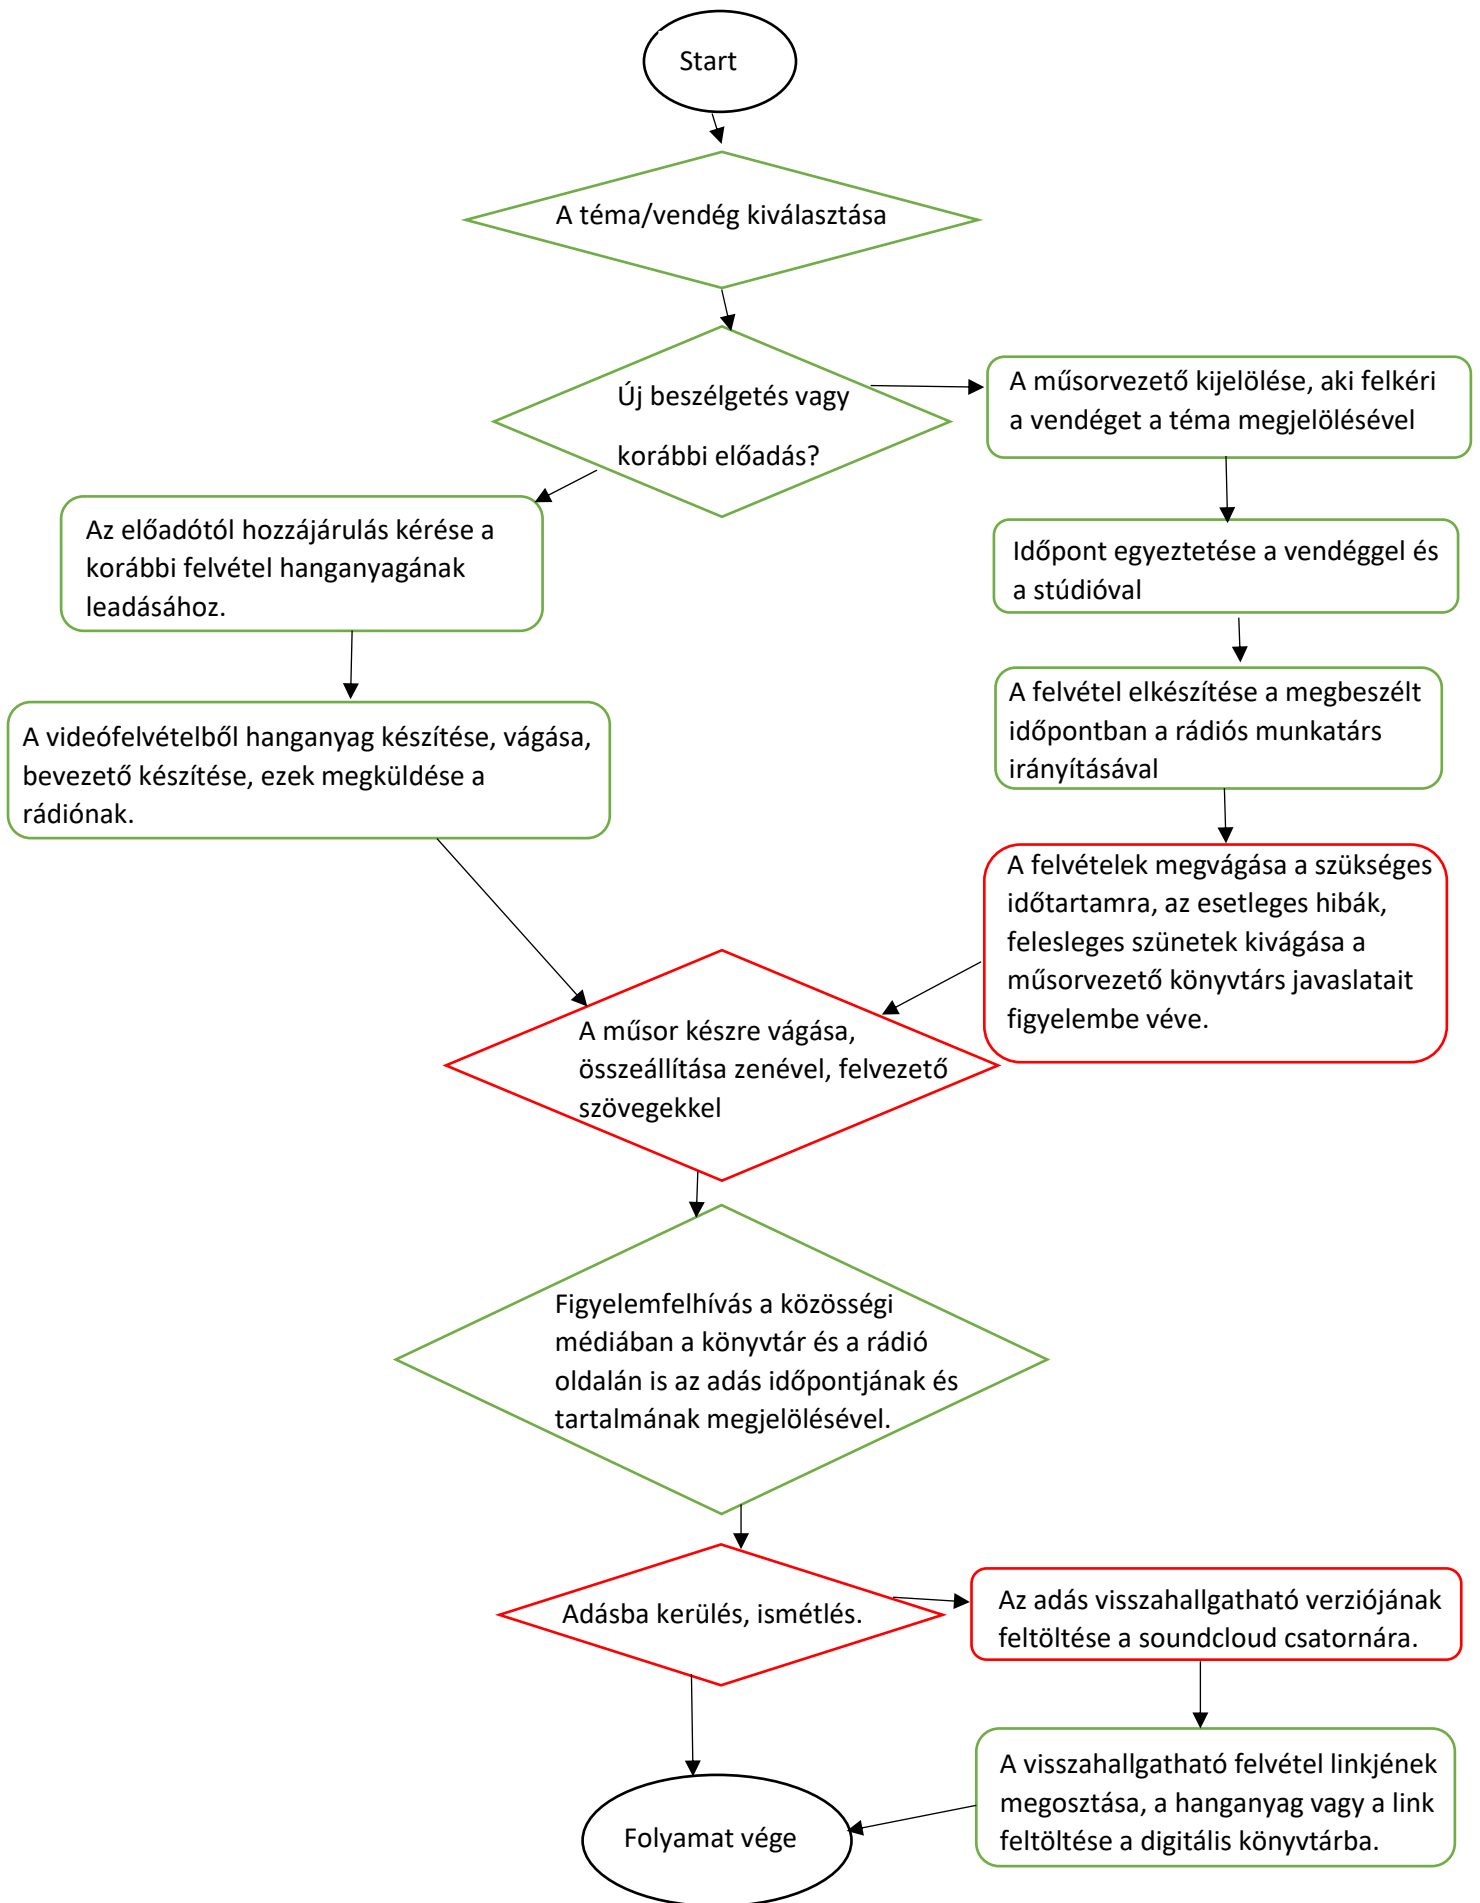 Start
A téma/vendég kiválasztása
Új beszélgetés vagy
korábbi előadás?
A műsorvezető kijelölése, aki felkéri
a vendéget a téma megjelölésével
Az előadótól hozzájárulás kérése a
korábbi felvétel hanganyagának
leadásához.
Időpont egyeztetése a vendéggel és
a stúdióval
A videófelvételből hanganyag készítése, vágása,
bevezető készítése, ezek megküldése a
rádiónak.
A felvétel elkészítése a megbeszélt
időpontban a rádiós munkatárs
irányításával
A felvételek megvágása a szükséges
időtartamra, az esetleges hibák,
felesleges szünetek kivágása a
műsorvezető könyvtárs javaslatait
figyelembe véve.
A műsor készre vágása,
összeállítása zenével, felvezető
szövegekkel
Figyelemfelhívás a közösségi
médiában a könyvtár és a rádió
oldalán is az adás időpontjának és
tartalmának megjelölésével.
Adásba kerülés, ismétlés.
Az adás visszahallgatható verziójának
feltöltése a soundcloud csatornára.
A visszahallgatható felvétel linkjének
megosztása, a hanganyag vagy a link
feltöltése a digitális könyvtárba.
Folyamat vége